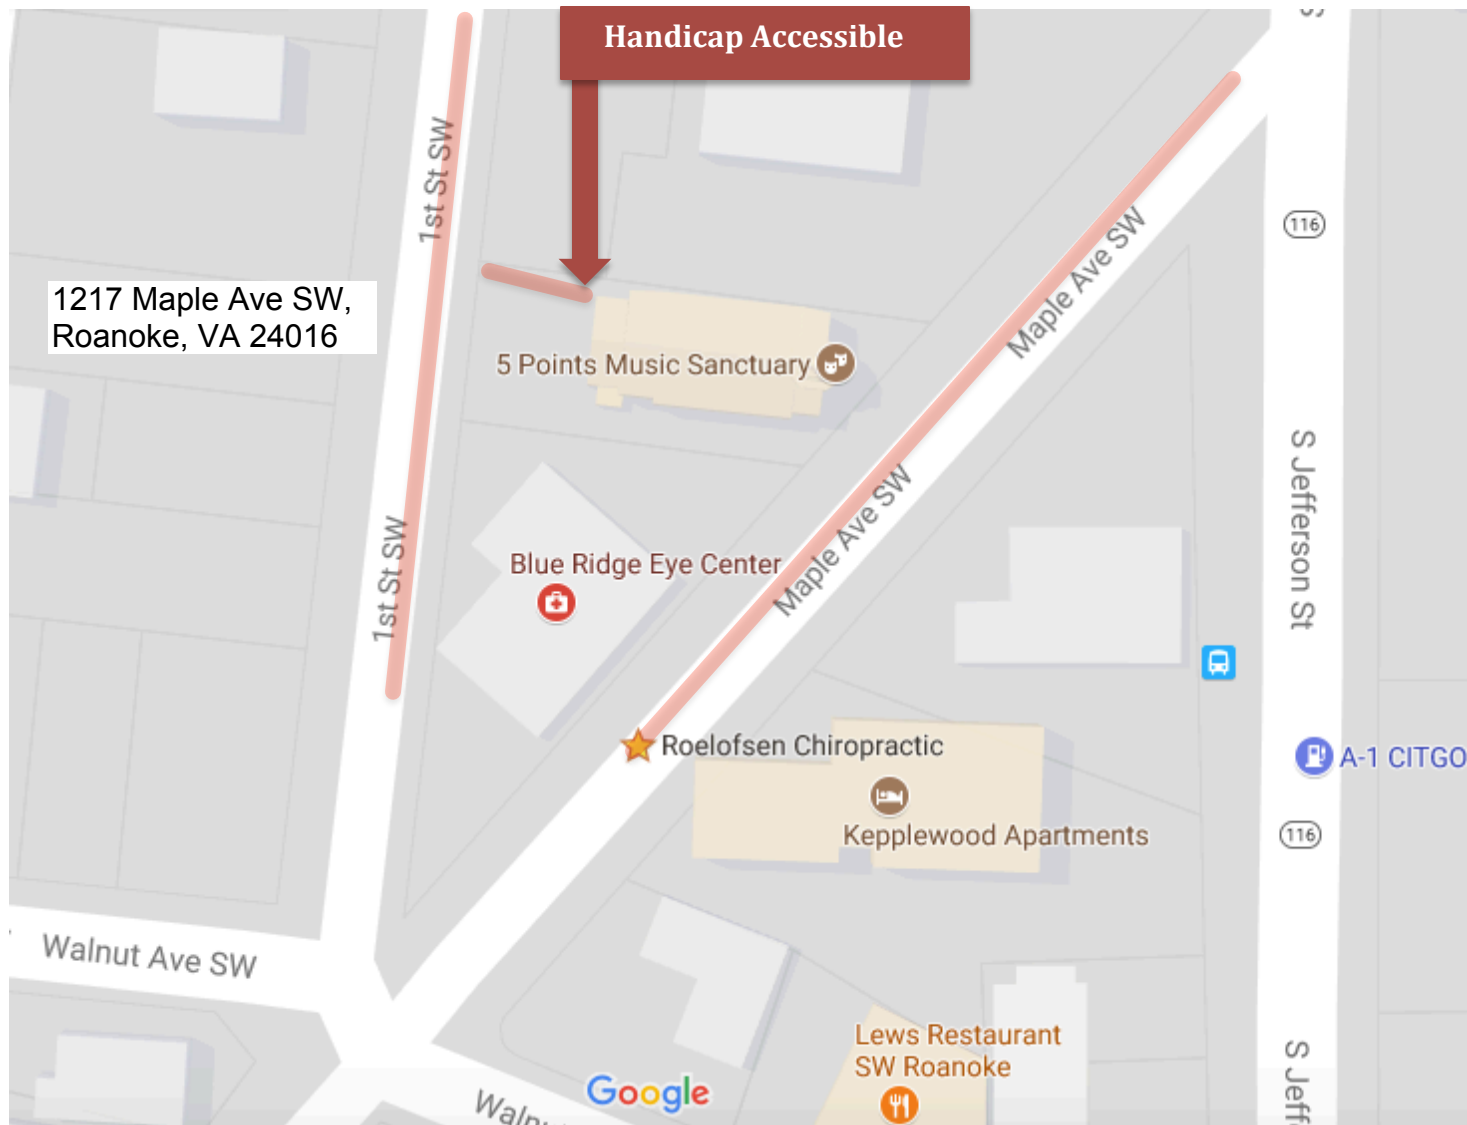 Handicap Accessible
1st St SW
116
Maple Ave SW
1217 Maple Ave SW,
Roanoke, VA 24016
5 Points Music Sanctuary
S Jefferson St
Maple Ave SW
1st St SW
Blue Ridge Eye Center
Roelofsen Chiropractic
A-1 CITGO
Kepplewood Apartments
116
Walnut Ave SW
Lews Restaurant
SW Roanoke
S Jeff
Google
Waln